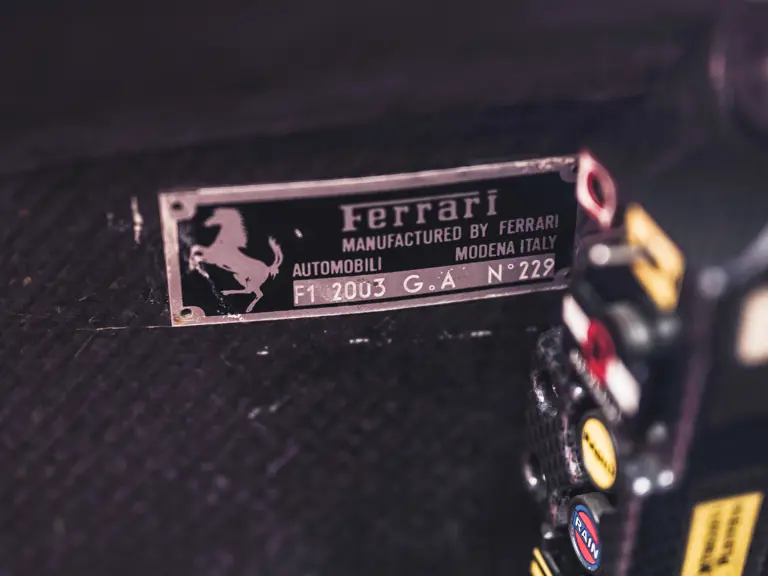 Ferrari
MANUFACTURED BY FERRARI
AUTOMOBILI MODENA ITALY
F1 2003 G.A N° 229
RAIN